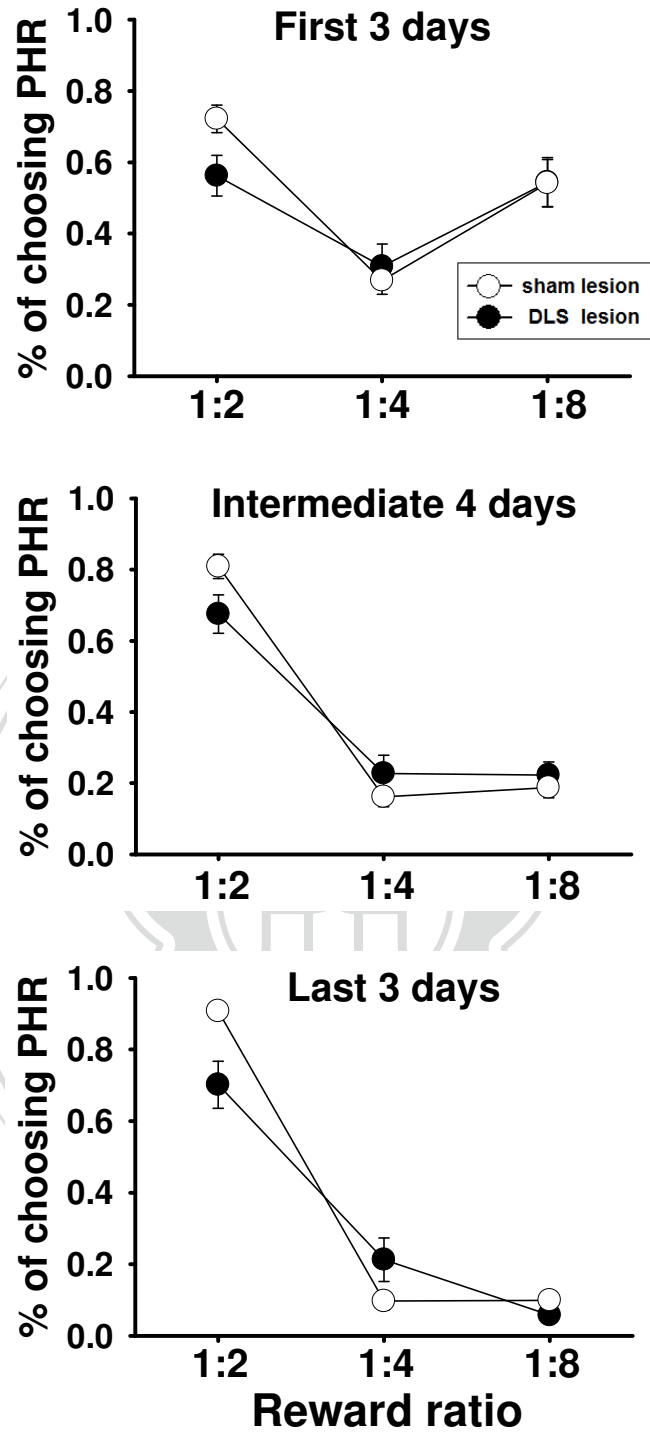 First 3 days
% of choosing PHR
1.0
0.8
0.6
0.4
0.2
0.0
sham lesion
DLS lesion
1:2 1:4 1:8
Intermediate 4 days
% of choosing PHR
1.0
0.8
0.6
0.4
0.2
0.0
1:2 1:4 1:8
Last 3 days
% of choosing PHR
1.0
0.8
0.6
0.4
0.2
0.0
1:2 1:4 1:8
Reward ratio